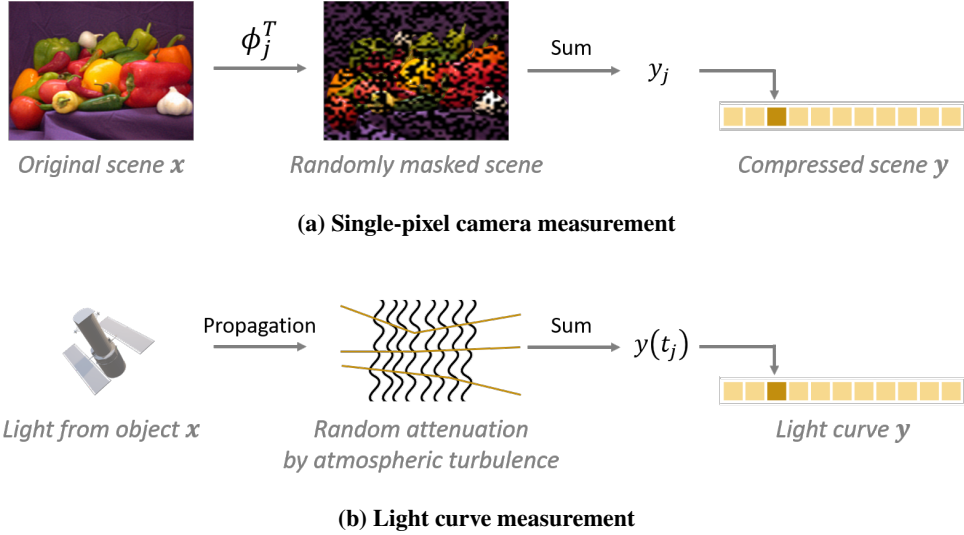 ϕ_j^T
Sum
y_j
Original scene x
Randomly masked scene
Compressed scene y
(a) Single-pixel camera measurement
Propagation
Sum
y(t_j)
Light from object x
Random attenuation
by atmospheric turbulence
Light curve y
(b) Light curve measurement